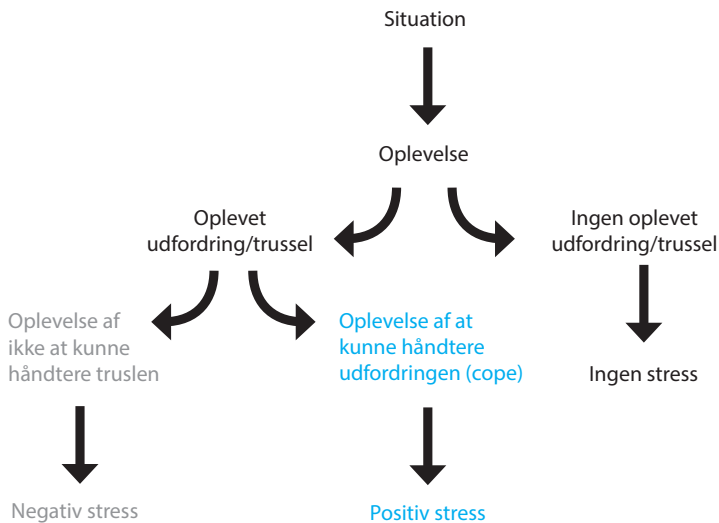 Situation
Oplevelse
Oplevet
udfordring/trussel
Ingen oplevet
udfordring/trussel
Oplevelse af
ikke at kunne
håndtere truslen
Oplevelse af at
kunne håndtere
udfordringen (cope)
Ingen stress
Negativ stress
Positiv stress